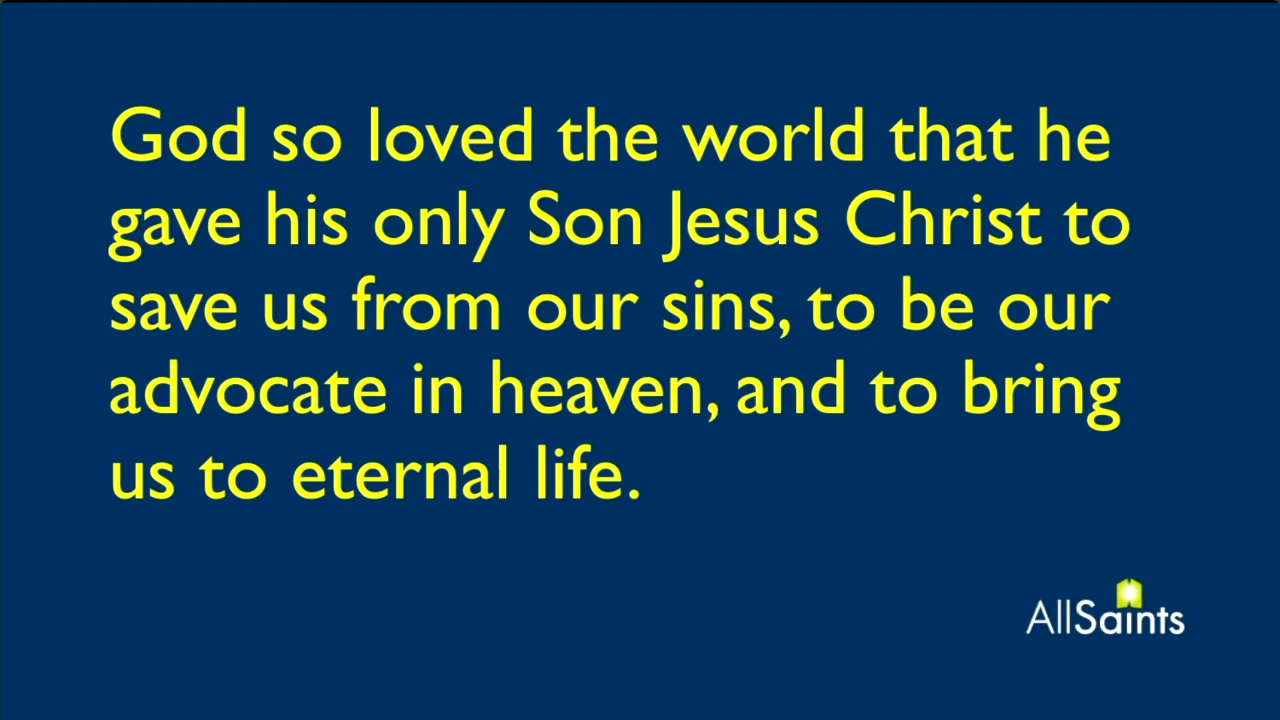 God so loved the world that he
gave his only Son Jesus Christ to
save us from our sins, to be our
advocate in heaven, and to bring
us to eternal life.
AllSaints